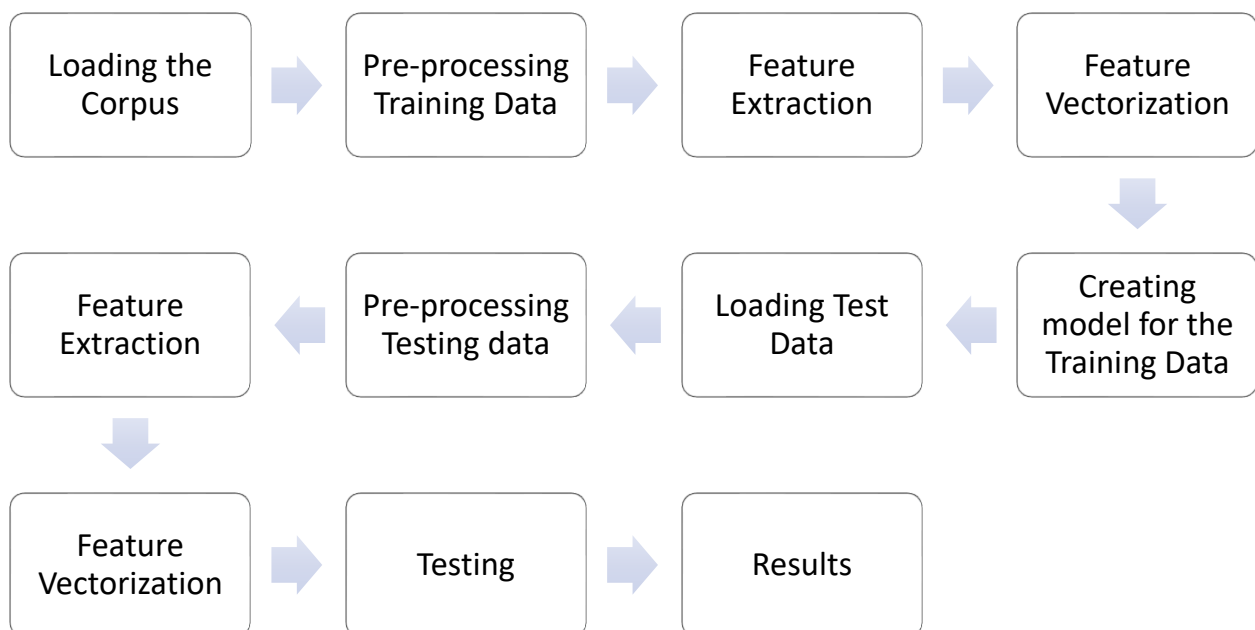 Loading the
Corpus
Pre-processing
Training Data
Feature
Extraction
Feature
Vectorization
Creating
model for the
Training Data
Loading Test
Data
Pre-processing
Testing data
Feature
Extraction
Feature
Vectorization
Testing
Results